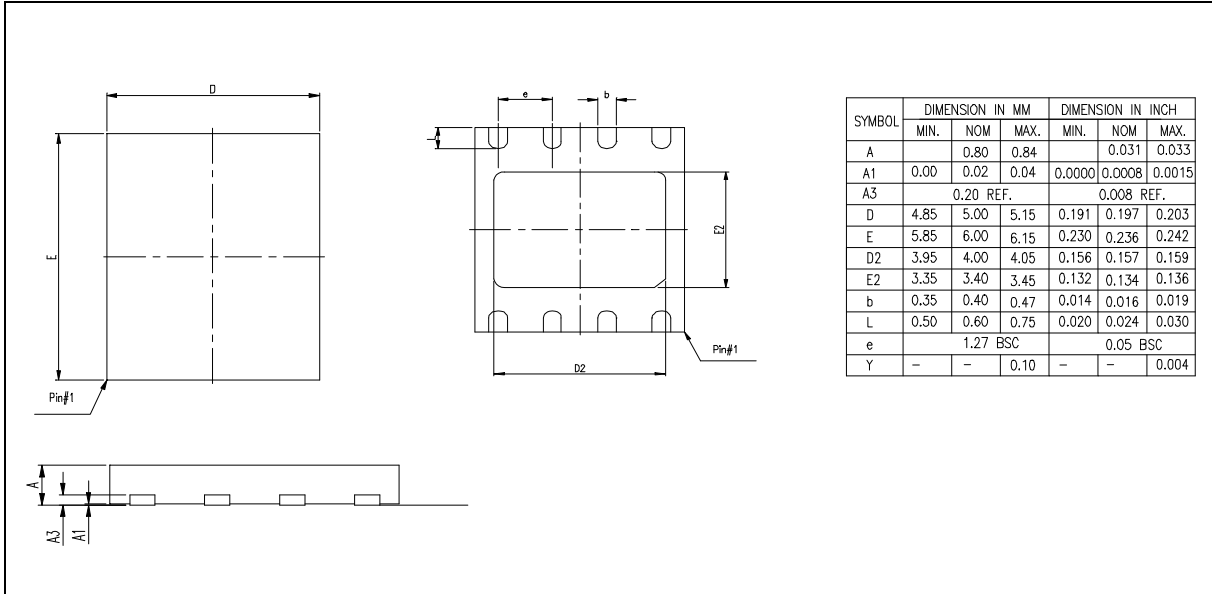 D
E
Pin#1
e
b
L
E2
D2
Pin#1
A
A3
A1
SYMBOL DIMENSION IN MM DIMENSION IN INCH
MIN. NOM MAX. MIN. NOM MAX.
A 0.80 0.84 0.031 0.033
A1 0.00 0.02 0.04 0.0000 0.0008 0.0015
A3 0.20 REF. 0.008 REF.
D 4.85 5.00 5.15 0.191 0.197 0.203
E 5.85 6.00 6.15 0.230 0.236 0.242
D2 3.95 4.00 4.05 0.156 0.157 0.159
E2 3.35 3.40 3.45 0.132 0.134 0.136
b 0.35 0.40 0.47 0.014 0.016 0.019
L 0.50 0.60 0.75 0.020 0.024 0.030
e 1.27 BSC 0.05 BSC
Y – – 0.10 – – 0.004